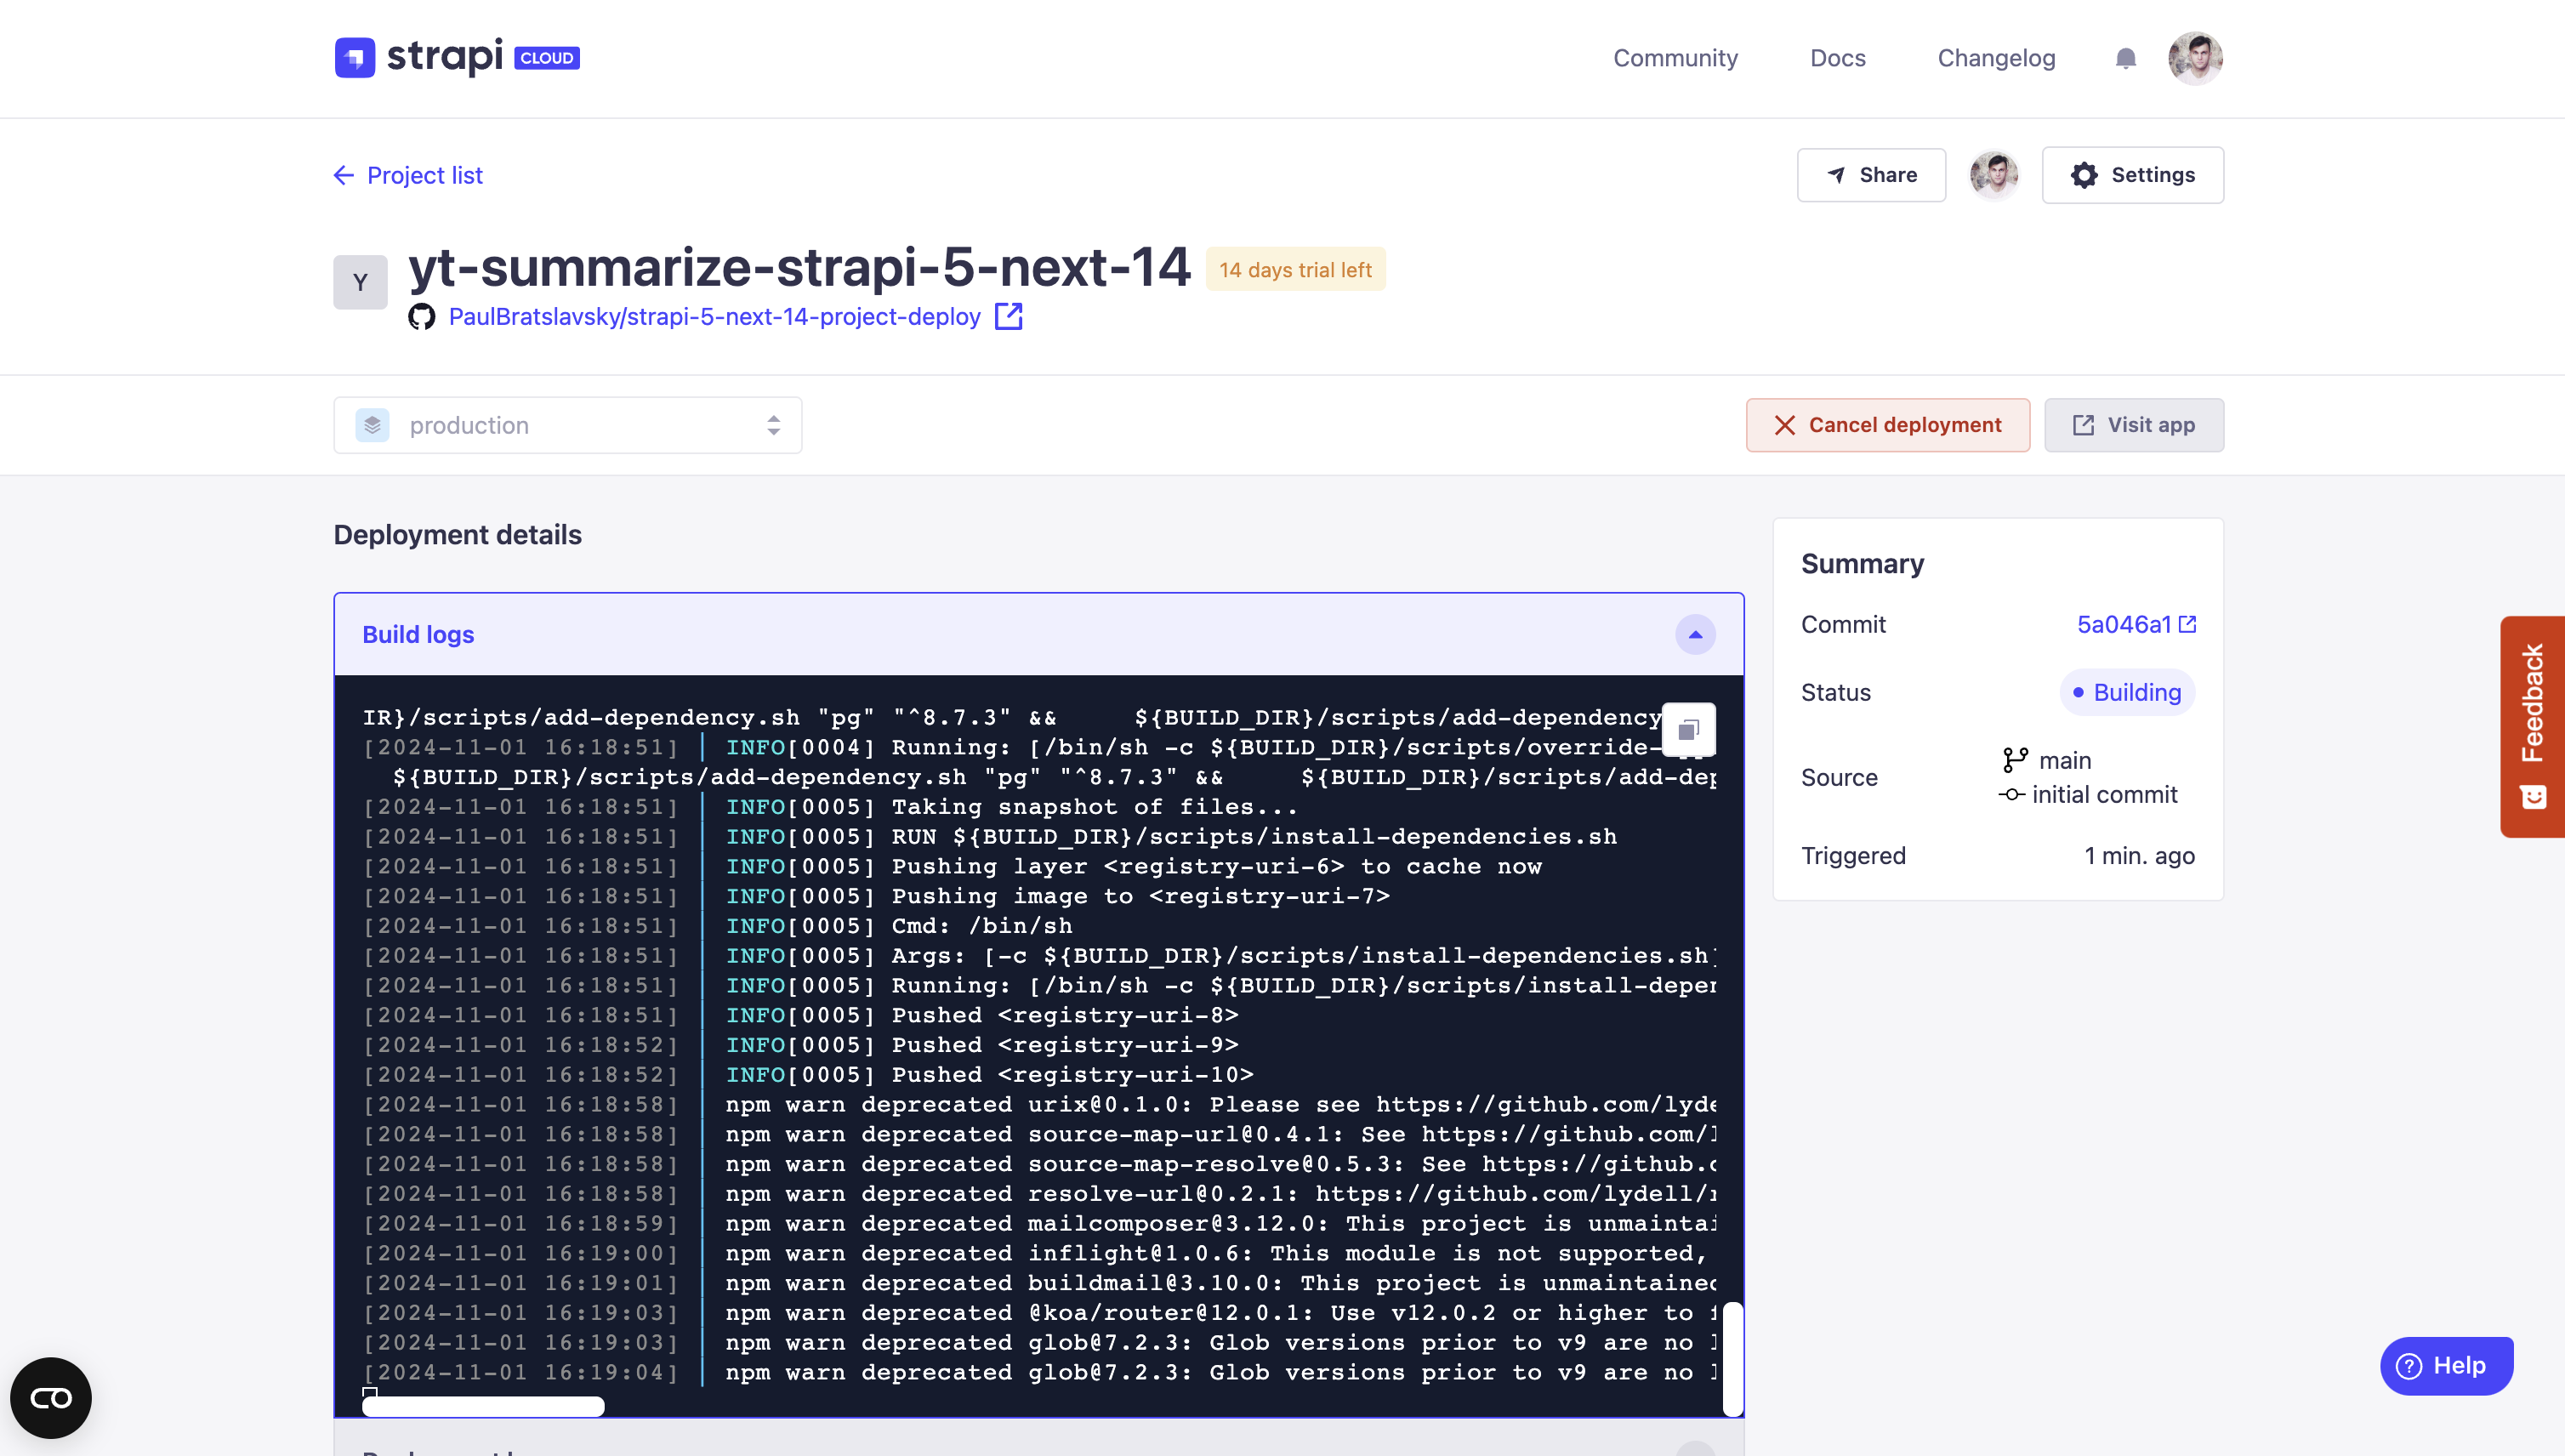 strapi CLOUD
Community Docs Changelog
Project list
Share
Settings
Y
yt-summarize-strapi-5-next-14
14 days trial left
PaulBratslavsky/strapi-5-next-14-project-deploy
production
Cancel deployment
Visit app
Deployment details
Build logs
IR}/scripts/add-dependency.sh "pg" "^8.7.3" && ${BUILD_DIR}/scripts/add-dependency
[2024-11-01 16:18:51] | INFO[0004] Running: [/bin/sh -c ${BUILD_DIR}/scripts/override-
${BUILD_DIR}/scripts/add-dependency.sh "pg" "^8.7.3" && ${BUILD_DIR}/scripts/add-dep
[2024-11-01 16:18:51] | INFO[0005] Taking snapshot of files...
[2024-11-01 16:18:51] | INFO[0005] RUN ${BUILD_DIR}/scripts/install-dependencies.sh
[2024-11-01 16:18:51] | INFO[0005] Pushing layer <registry-uri-6> to cache now
[2024-11-01 16:18:51] | INFO[0005] Pushing image to <registry-uri-7>
[2024-11-01 16:18:51] | INFO[0005] Cmd: /bin/sh
[2024-11-01 16:18:51] | INFO[0005] Args: [-c ${BUILD_DIR}/scripts/install-dependencies.sh]
[2024-11-01 16:18:51] | INFO[0005] Running: [/bin/sh -c ${BUILD_DIR}/scripts/install-depen
[2024-11-01 16:18:51] | INFO[0005] Pushed <registry-uri-8>
[2024-11-01 16:18:52] | INFO[0005] Pushed <registry-uri-9>
[2024-11-01 16:18:52] | INFO[0005] Pushed <registry-uri-10>
[2024-11-01 16:18:58] | npm warn deprecated urix@0.1.0: Please see https://github.com/lyde
[2024-11-01 16:18:58] | npm warn deprecated source-map-url@0.4.1: See https://github.com/l
[2024-11-01 16:18:58] | npm warn deprecated source-map-resolve@0.5.3: See https://github.c
[2024-11-01 16:18:58] | npm warn deprecated resolve-url@0.2.1: https://github.com/lydell/r
[2024-11-01 16:18:59] | npm warn deprecated mailcomposer@3.12.0: This project is unmaintai
[2024-11-01 16:19:00] | npm warn deprecated inflight@1.0.6: This module is not supported,
[2024-11-01 16:19:01] | npm warn deprecated buildmail@3.10.0: This project is unmaintained
[2024-11-01 16:19:03] | npm warn deprecated @koa/router@12.0.1: Use v12.0.2 or higher to f
[2024-11-01 16:19:03] | npm warn deprecated glob@7.2.3: Glob versions prior to v9 are no l
[2024-11-01 16:19:04] | npm warn deprecated glob@7.2.3: Glob versions prior to v9 are no l
Summary
Commit 5a046a1
Status Building
Source main
initial commit
Triggered 1 min. ago
Feedback
Help